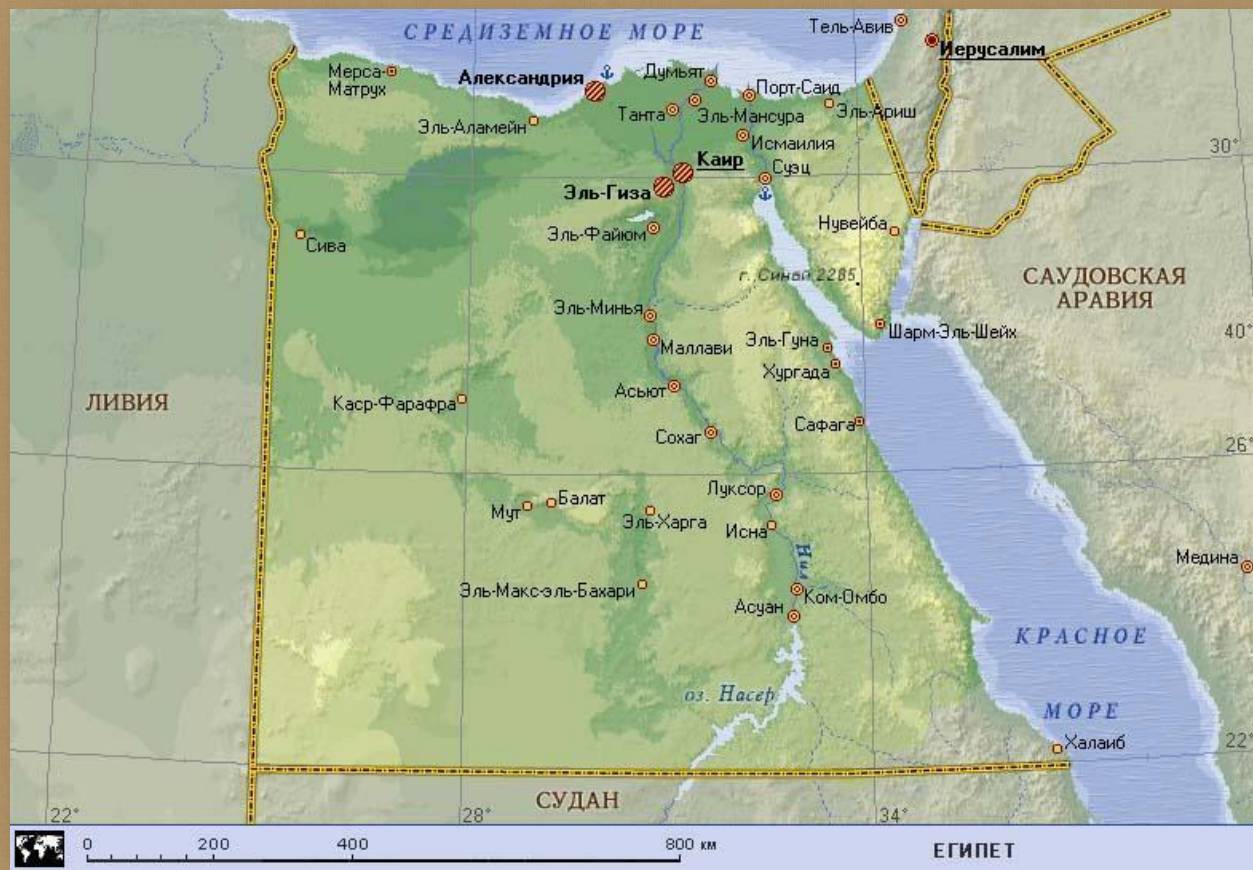 СРЕДИЗЕМНОЕ МОРЕ
Тель-Авив
Иерусалим
Мерса-
Матрух
Александрия
Думьят
Порт-Саид
Танта
Эль-Мансура
Эль-Ариш
Эль-Аламейн
Исмаилия
30°
Каир
Суэц
Эль-Гиза
Нувейба
Сива
Эль-Файюм
г. Синай 2285
САУДОВСКАЯ
АРАВИЯ
Эль-Минья
Шарм-Эль-Шейх
40°
Маллави
Эль-Гуна
Хургада
Асьют
ЛИВИЯ
Каср-Фарафра
Сафага
Сохаг
26°
Луксор
Мут
Балат
Эль-Харга
Исна
Нил
Медина
Эль-Макс-эль-Бахари
Ком-Омбо
Асуан
КРАСНОЕ
МОРЕ
оз. Насер
Халаиб
22°
СУДАН
22°
28°
34°
0 200 400 800 км
ЕГИПЕТ